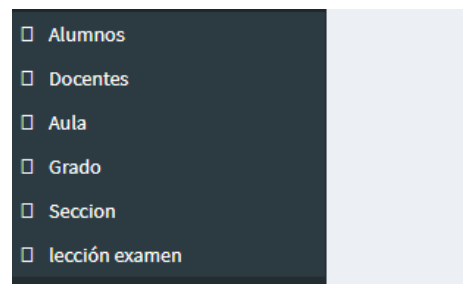 Alumnos
Docentes
Aula
Grado
Seccion
lección examen